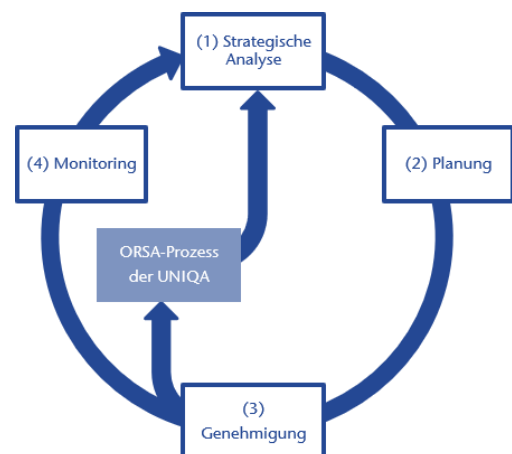 (1) Strategische
Analyse
(2) Planung
(4) Monitoring
ORSA-Prozess
der UNIQA
(3)
Genehmigung